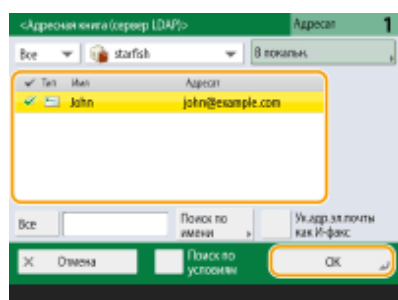 <Адресная книга (сервер LDAP)> Адресат 1
Все starfish В локальн.
Тип Имя Адресат
John john@example.com
Все Поиск по имени Ук.адр.эл.почты как И-факс
Отмена Поиск по условиям OK